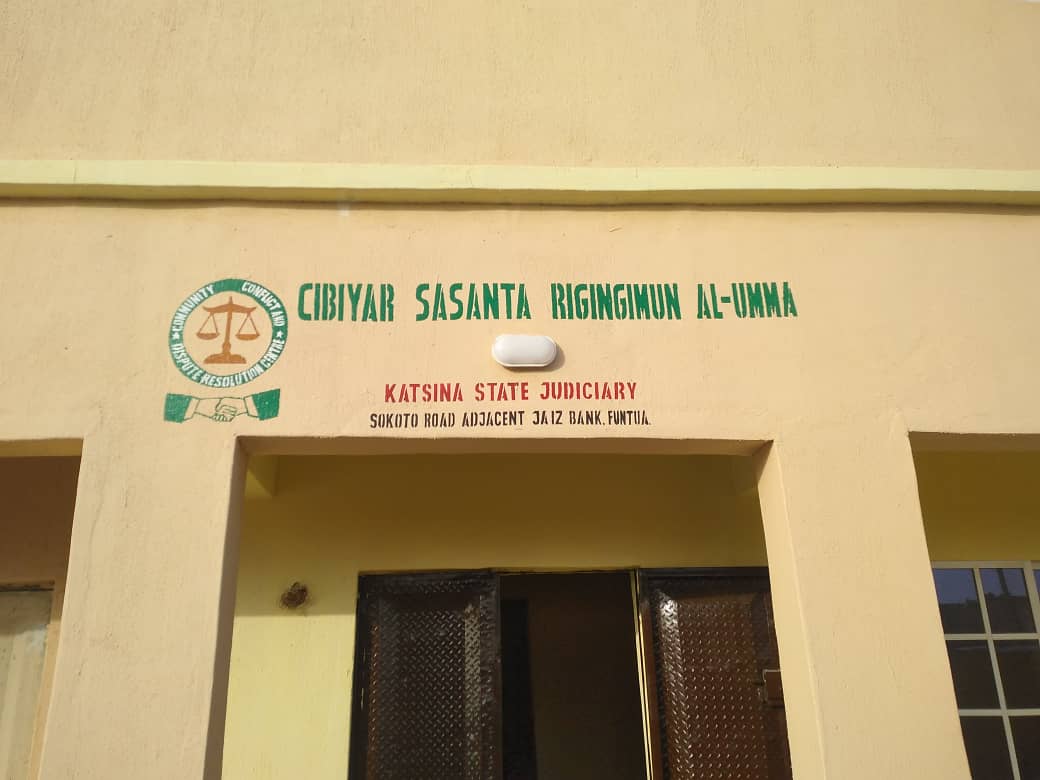 COMMUNITY CONFLICT AND
DISPUTE RESOLUTION CENTRE
CIBIYAR SASANTA RIGINGIMUN AL-UMMA
KATSINA STATE JUDICIARY
SOKOTO ROAD ADJACENT JAIZ BANK, FUNTUA.